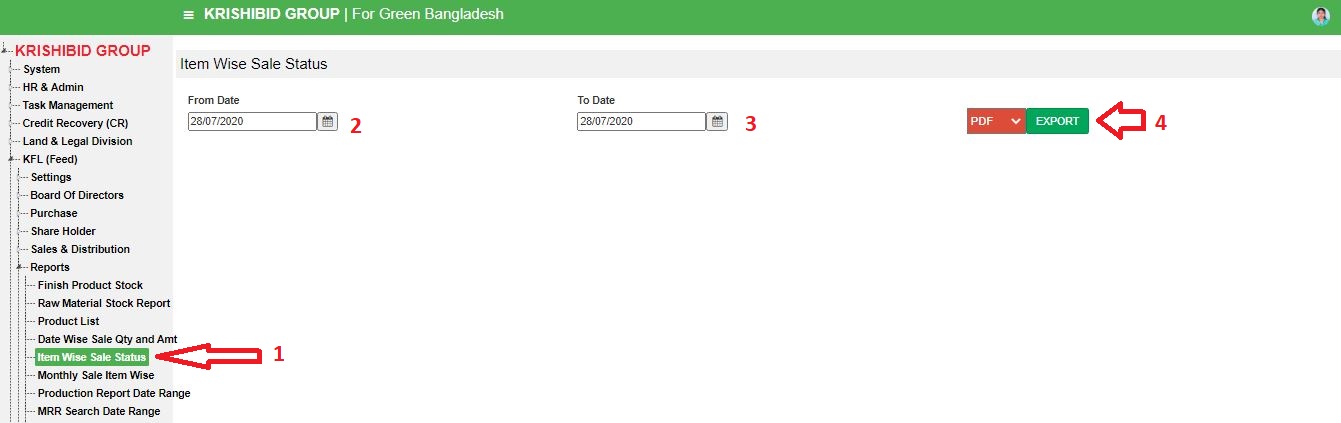 KRISHIBID GROUP | For Green Bangladesh
KRISHIBID GROUP
System
HR & Admin
Task Management
Credit Recovery (CR)
Land & Legal Division
KFL (Feed)
Settings
Board Of Directors
Purchase
Share Holder
Sales & Distribution
Reports
Finish Product Stock
Raw Material Stock Report
Product List
Date Wise Sale Qty and Amt
Item Wise Sale Status 1
Monthly Sale Item Wise
Production Report Date Range
MRR Search Date Range
Item Wise Sale Status
From Date To Date
28/07/2020 2 28/07/2020 3 PDF EXPORT 4